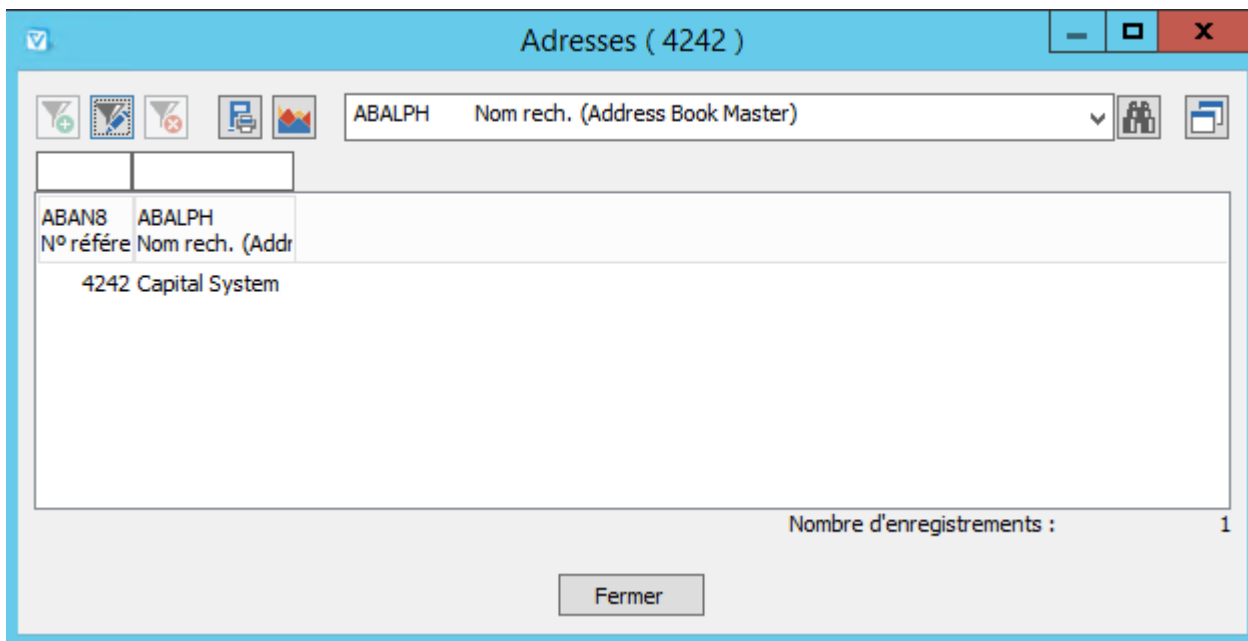 Adresses ( 4242 )
ABALPH Nom rech. (Address Book Master)
ABAN8 ABALPH
Nº référe Nom rech. (Addr
4242 Capital System
Nombre d'enregistrements : 1
Fermer